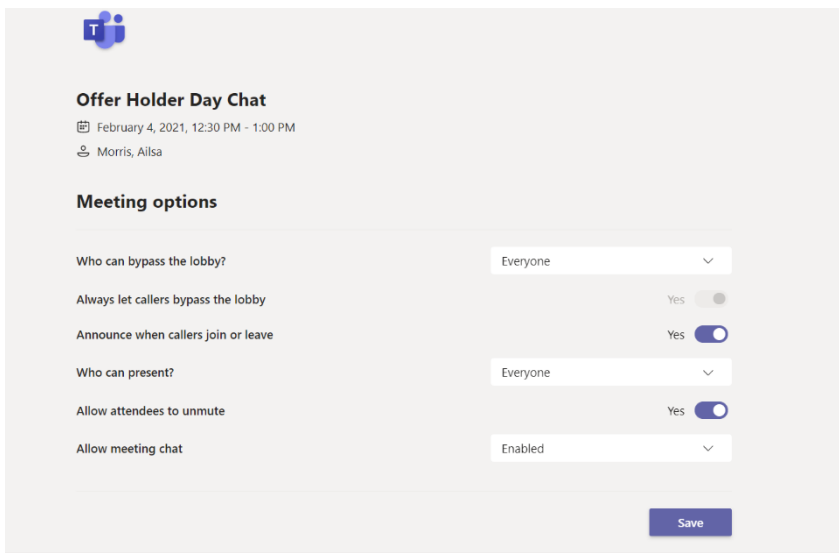 T
Offer Holder Day Chat
February 4, 2021, 12:30 PM - 1:00 PM
Morris, Ailsa
Meeting options
Who can bypass the lobby? Everyone
Always let callers bypass the lobby Yes
Announce when callers join or leave Yes
Who can present? Everyone
Allow attendees to unmute Yes
Allow meeting chat Enabled
Save